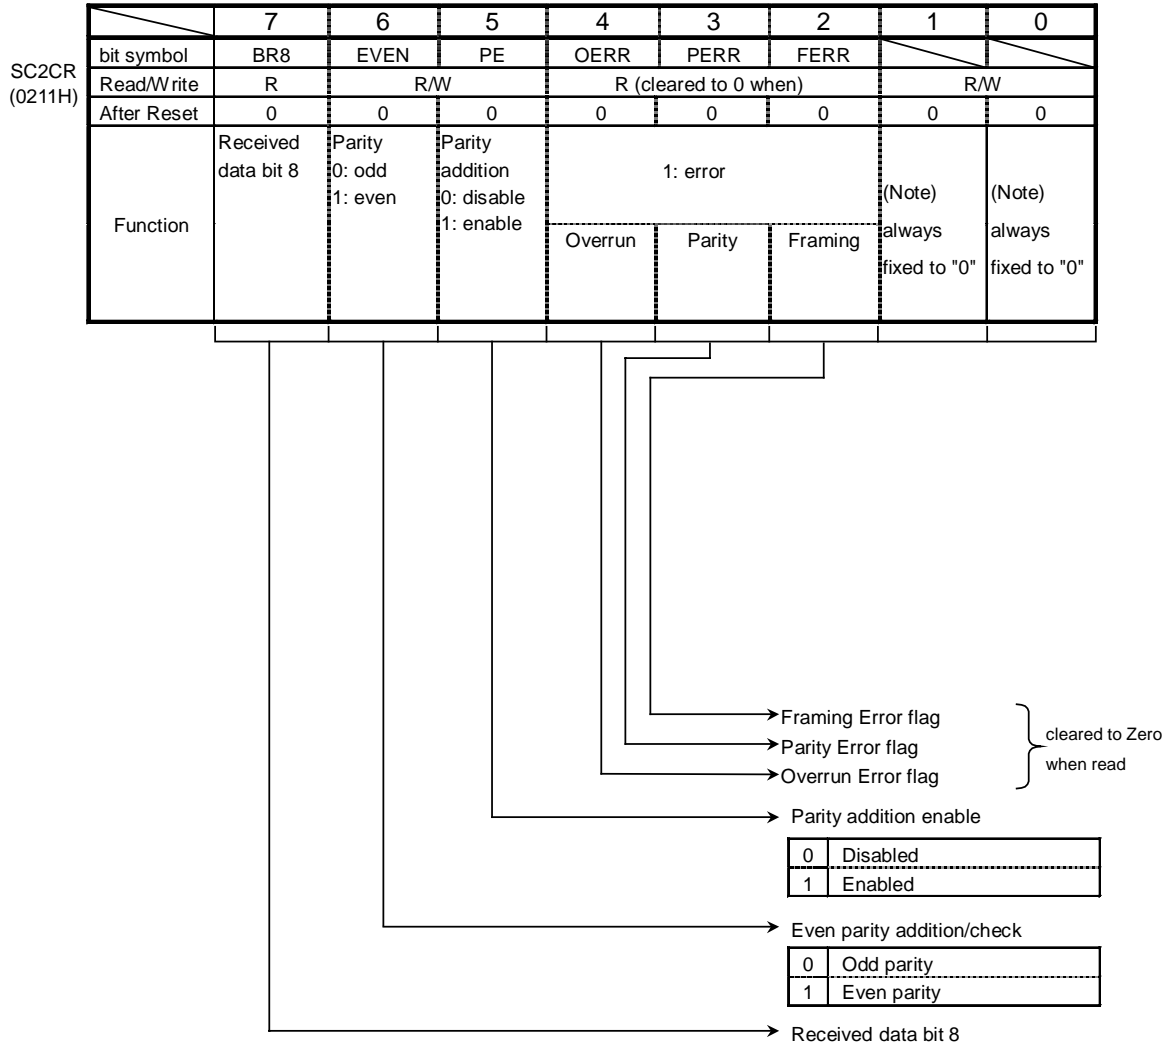 7 6 5 4 3 2 1 0
SC2CR
(0211H)
bit symbol BR8 EVEN PE OERR PERR FERR
Read/Write R R/W R (cleared to 0 when) R/W
After Reset 0 0 0 0 0 0 0 0
Function
Received
data bit 8
Parity
0: odd
1: even
Parity
addition
0: disable
1: enable
1: error
Overrun Parity Framing
(Note)
always
fixed to "0"
(Note)
always
fixed to "0"
Framing Error flag
Parity Error flag
Overrun Error flag
cleared to Zero
when read
Parity addition enable
0 Disabled
1 Enabled
Even parity addition/check
0 Odd parity
1 Even parity
Received data bit 8